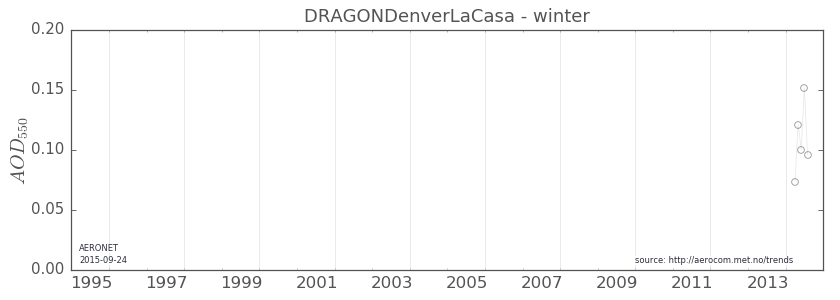 DRAGONDenverLaCasa - winter
0.20
0.15
0.10
0.05
0.00
AOD550
AERONET
2015-09-24
source: http://aerocom.met.no/trends
1995 1997 1999 2001 2003 2005 2007 2009 2011 2013